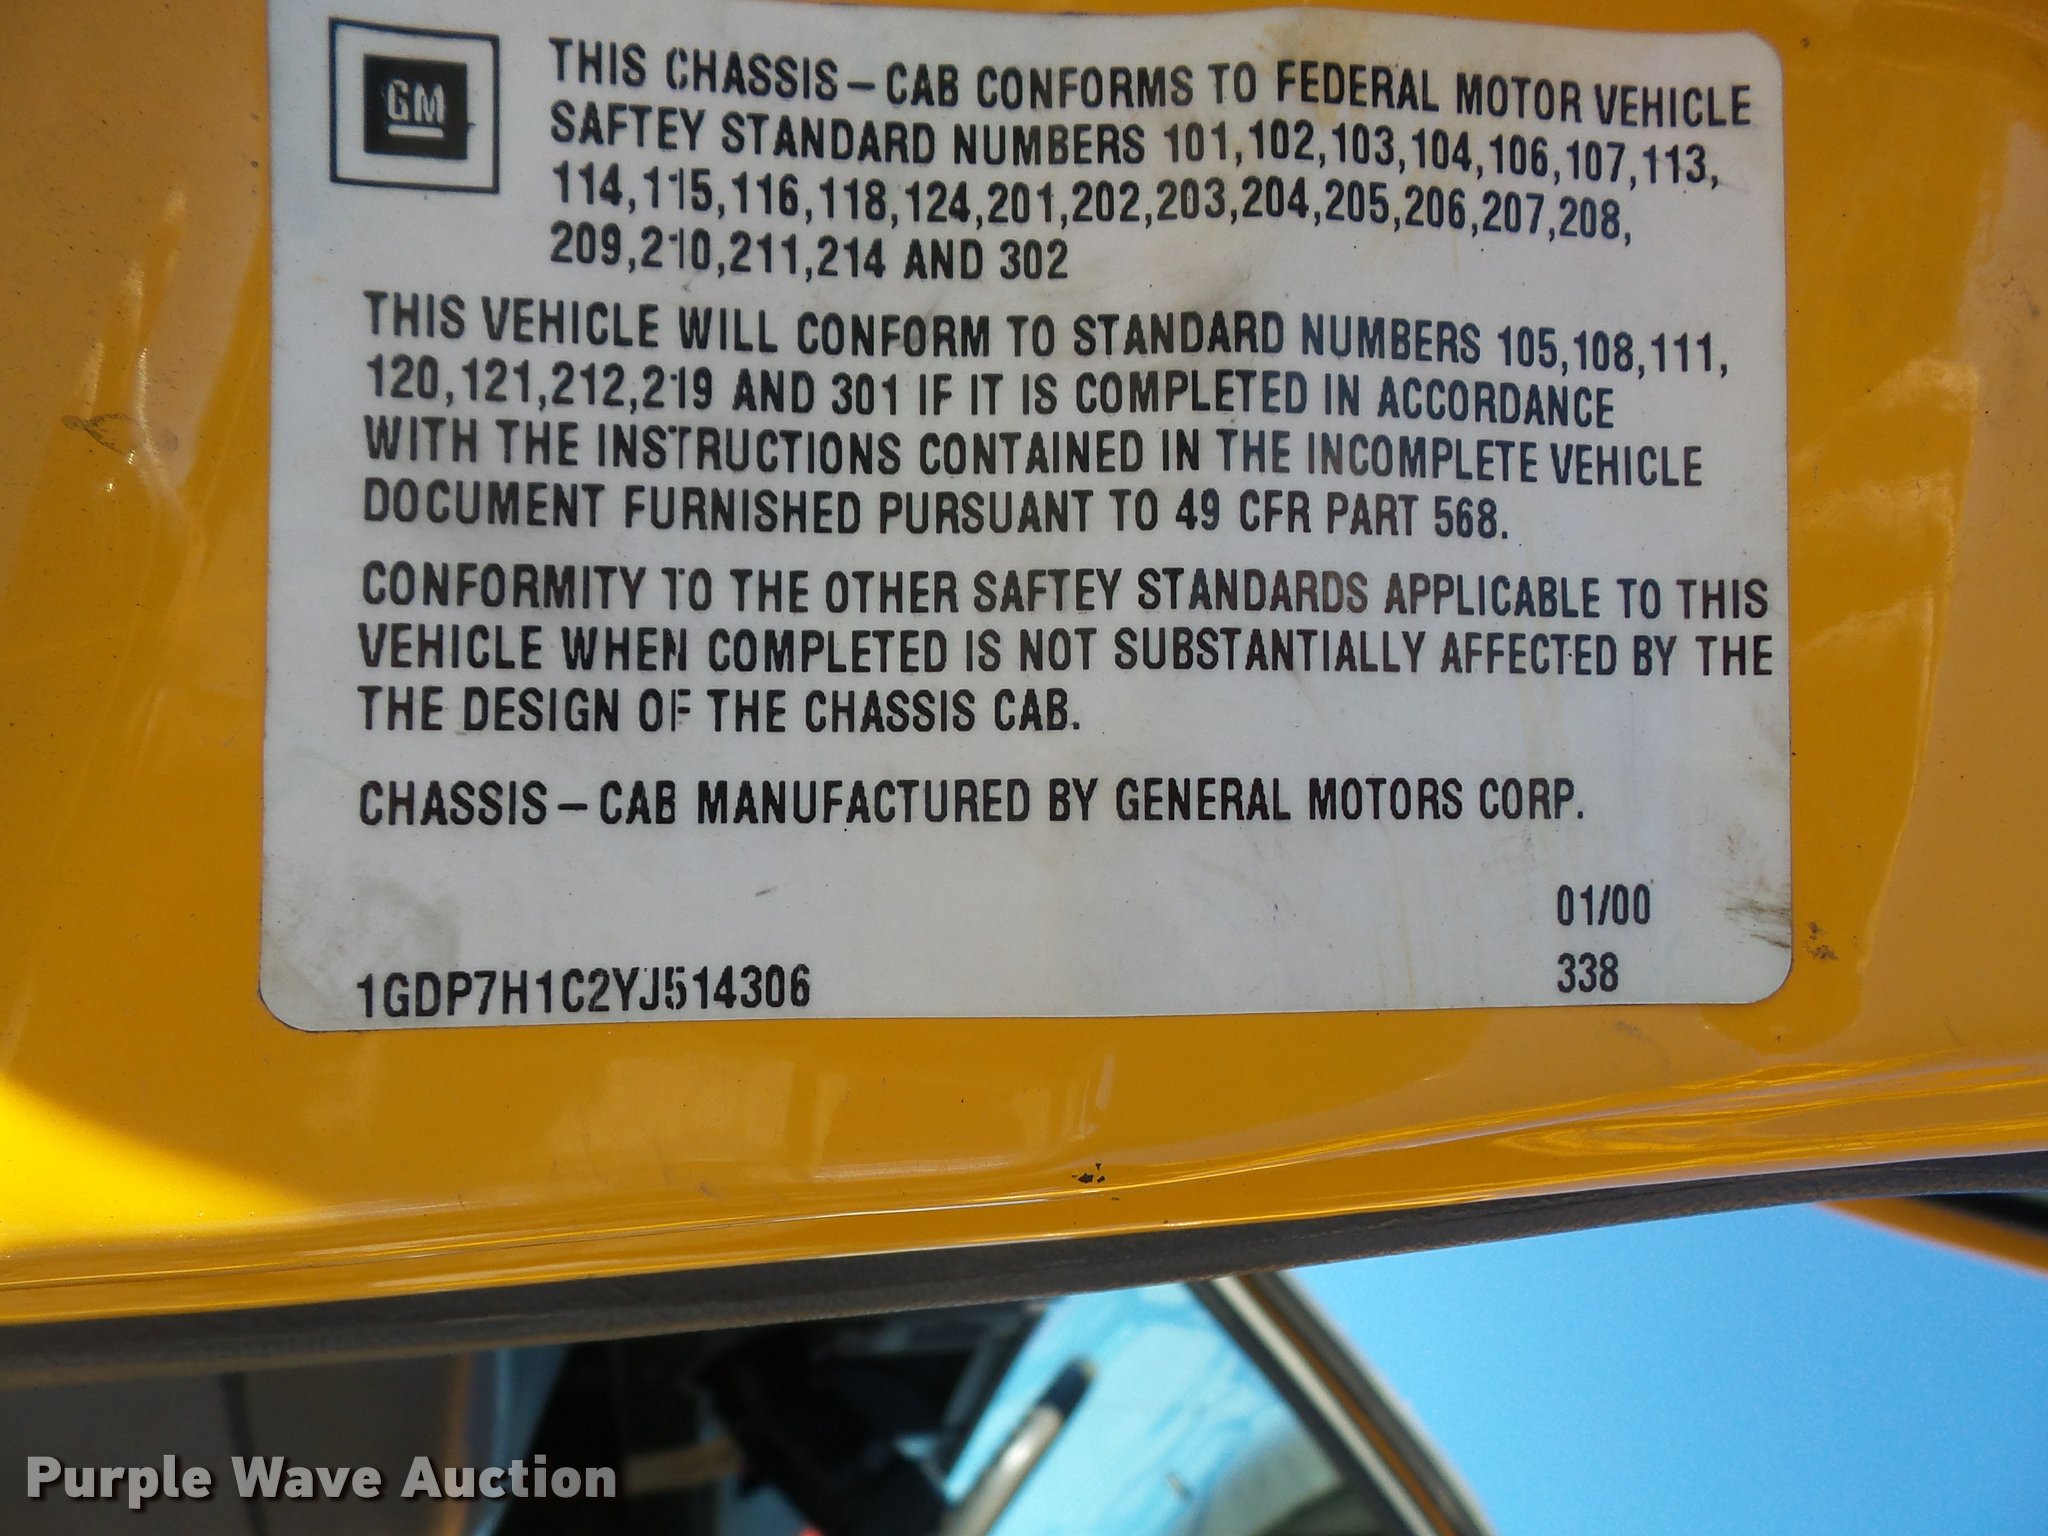 GM
THIS CHASSIS – CAB CONFORMS TO FEDERAL MOTOR VEHICLE
SAFTEY STANDARD NUMBERS 101,102,103,104,106,107,113,
114,115,116,118,124,201,202,203,204,205,206,207,208,
209,210,211,214 AND 302
THIS VEHICLE WILL CONFORM TO STANDARD NUMBERS 105,108,111,
120,121,212,219 AND 301 IF IT IS COMPLETED IN ACCORDANCE
WITH THE INSTRUCTIONS CONTAINED IN THE INCOMPLETE VEHICLE
DOCUMENT FURNISHED PURSUANT TO 49 CFR PART 568.
CONFORMITY TO THE OTHER SAFTEY STANDARDS APPLICABLE TO THIS
VEHICLE WHEN COMPLETED IS NOT SUBSTANTIALLY AFFECTED BY THE
THE DESIGN OF THE CHASSIS CAB.
CHASSIS – CAB MANUFACTURED BY GENERAL MOTORS CORP.
01/00
1GDP7H1C2YJ514306 338
Purple Wave Auction